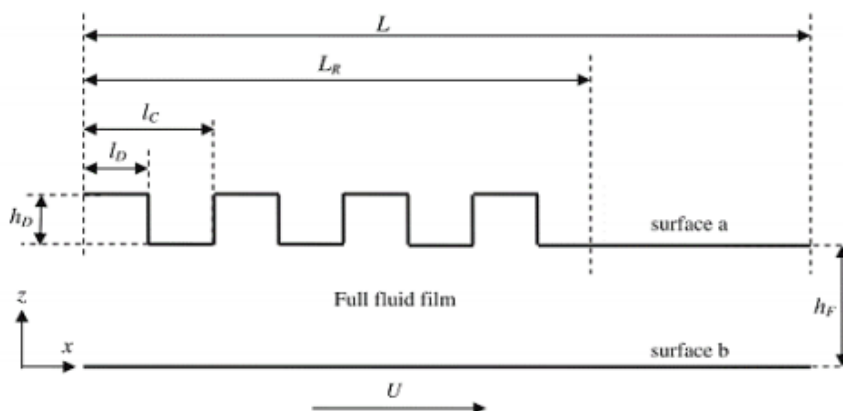 L
L_R
l_C
l_D
h_D
surface a
Full fluid film
h_F
z
x
surface b
U